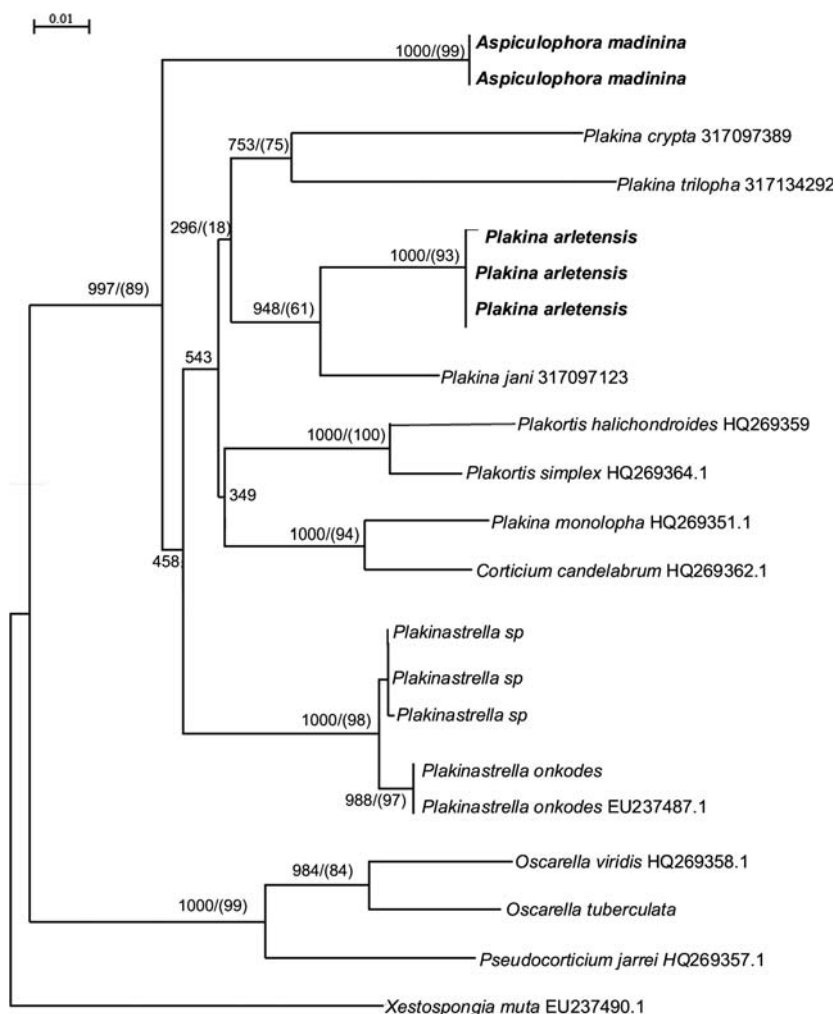 0.01
1000/(99)
Aspiculophora madinina
Aspiculophora madinina
753/(75)
Plakina crypta 317097389
Plakina trilopha 317134292
296/(18)
1000/(93)
Plakina arletensis
Plakina arletensis
Plakina arletensis
997/(89)
948/(61)
543
Plakina jani 317097123
1000/(100)
Plakortis halichondroides HQ269359
Plakortis simplex HQ269364.1
349
Plakina monolopha HQ269351.1
1000/(94)
458
Corticium candelabrum HQ269362.1
Plakinastrella sp
Plakinastrella sp
1000/(98)
Plakinastrella sp
Plakinastrella onkodes
988/(97)
Plakinastrella onkodes EU237487.1
984/(84)
Oscarella viridis HQ269358.1
1000/(99)
Oscarella tuberculata
Pseudocorticium jarrei HQ269357.1
Xestospongia muta EU237490.1